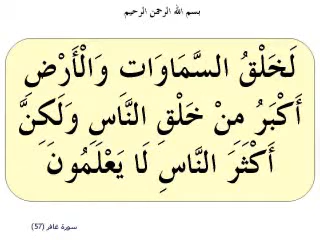 بسم الله الرحمن الرحيم
لَخَلْقُ السَّمَاوَات وَالْأَرْضِ
أَكْبَرُ مِنْ خَلْقِ النَّاسِ وَلَكِنَّ
أَكْثَرَ النَّاسِ لَا يَعْلَمُونَ
سورة غافر (57)